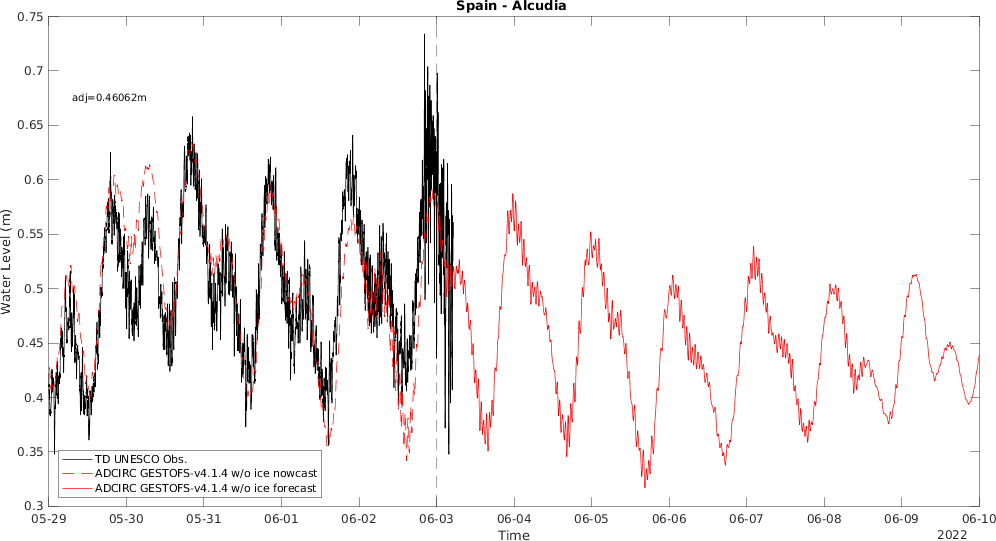 Spain - Alcudia
0.75
0.7
0.65
0.6
0.55
0.5
0.45
0.4
0.35
0.3
Water Level (m)
adj=0.46062m
TD UNESCO Obs.
ADCIRC GESTOFS-v4.1.4 w/o ice nowcast
ADCIRC GESTOFS-v4.1.4 w/o ice forecast
05-29 05-30 05-31 06-01 06-02 06-03 06-04 06-05 06-06 06-07 06-08 06-09 06-10
Time
2022